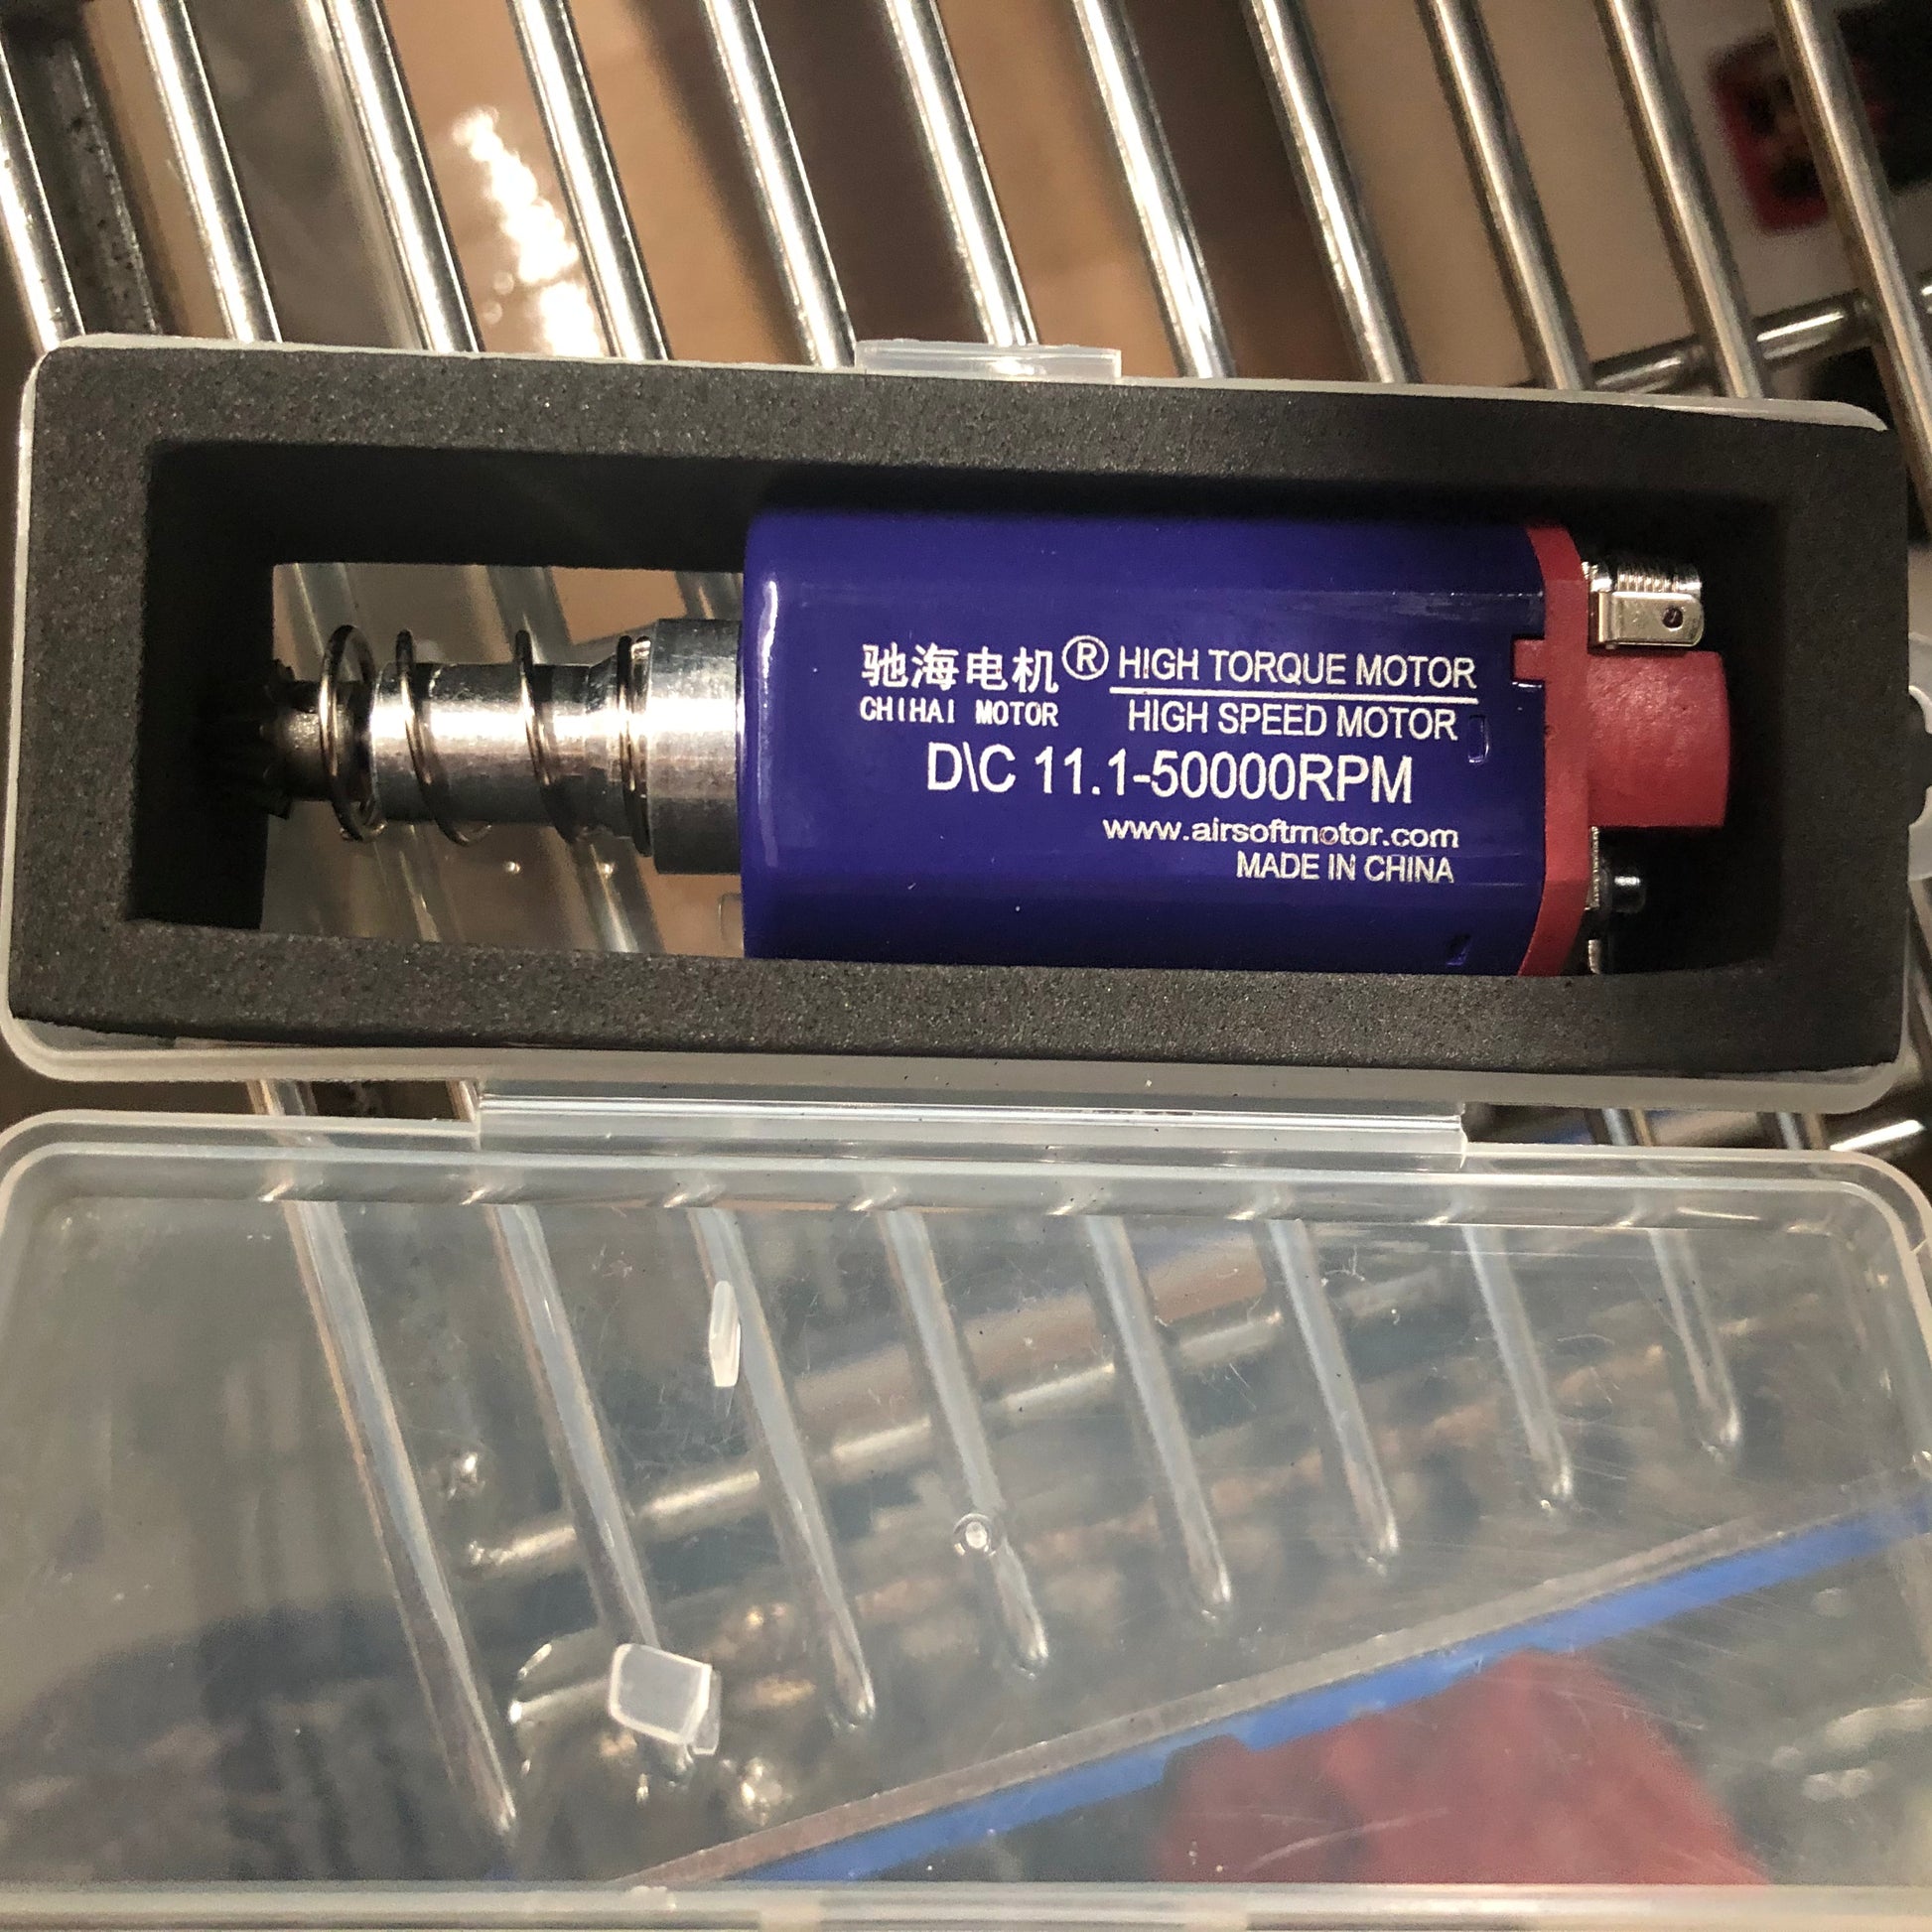 驰海电机® HIGH TORQUE MOTOR
CHIHAI MOTOR HIGH SPEED MOTOR
D\C 11.1-50000RPM
www.airsoftmotor.com
MADE IN CHINA